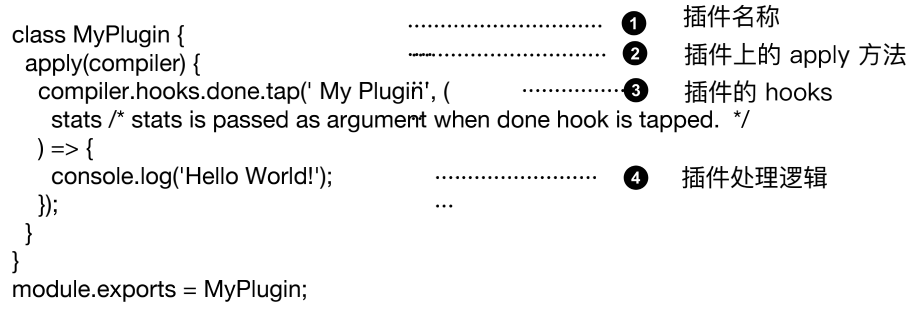 class MyPlugin { ❶ 插件名称
apply(compiler) { ❷ 插件上的 apply 方法
compiler.hooks.done.tap(' My Plugin', ( ❸ 插件的 hooks
stats /* stats is passed as argument when done hook is tapped. */
) => {
console.log('Hello World!'); ❹ 插件处理逻辑
}); ...
}
}
module.exports = MyPlugin;